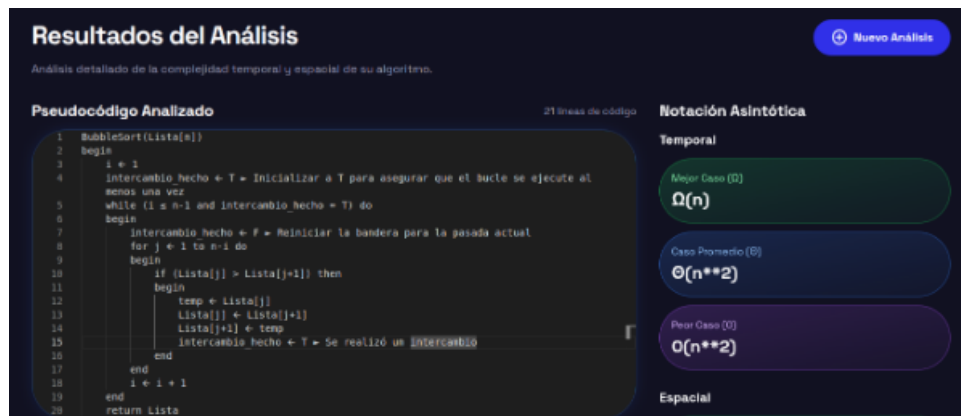 Resultados del Análisis
Nuevo Análisis
Análisis detallado de la complejidad temporal y espacial de su algoritmo.
Pseudocódigo Analizado
21 líneas de código
1 BubbleSort(Lista[n])
2 begin
3 i ← 1
4 intercambio_hecho ← T ► Inicializar a T para asegurar que el bucle se ejecute al
menos una vez
5 while (i ≤ n-1 and intercambio_hecho = T) do
6 begin
7 intercambio_hecho ← F ► Reiniciar la bandera para la pasada actual
8 for j ← 1 to n-i do
9 begin
10 if (Lista[j] > Lista[j+1]) then
11 begin
12 temp ← Lista[j]
13 Lista[j] ← Lista[j+1]
14 Lista[j+1] ← temp
15 intercambio_hecho ← T ► Se realizó un intercambio
16 end
17 end
18 i ← i + 1
19 end
20 return Lista
Notación Asintótica
Temporal
Mejor Caso (Ω)
Ω(n)
Caso Promedio (Θ)
Θ(n**2)
Peor Caso (O)
O(n**2)
Espacial